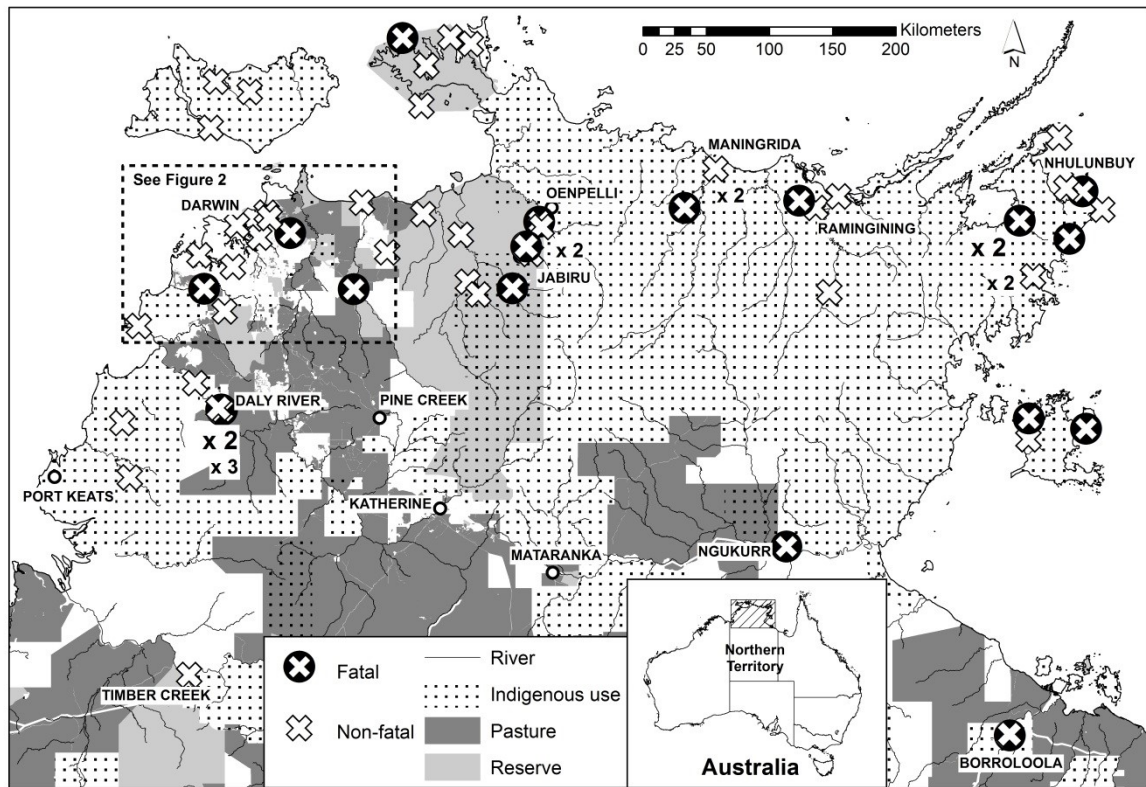 Kilometers
0 25 50 100 150 200
N
See Figure 2
DARWIN
OENPELLI
x 2
JABIRU
MANINGRIDA
x 2
RAMINGINING
NHULUNBUY
x 2
x 2
DALY RIVER
x 2
x 3
PINE CREEK
PORT KEATS
KATHERINE
MATARANKA
NGUKURR
TIMBER CREEK
BORROLOOLA
Fatal
Non-fatal
River
Indigenous use
Pasture
Reserve
Northern
Territory
Australia